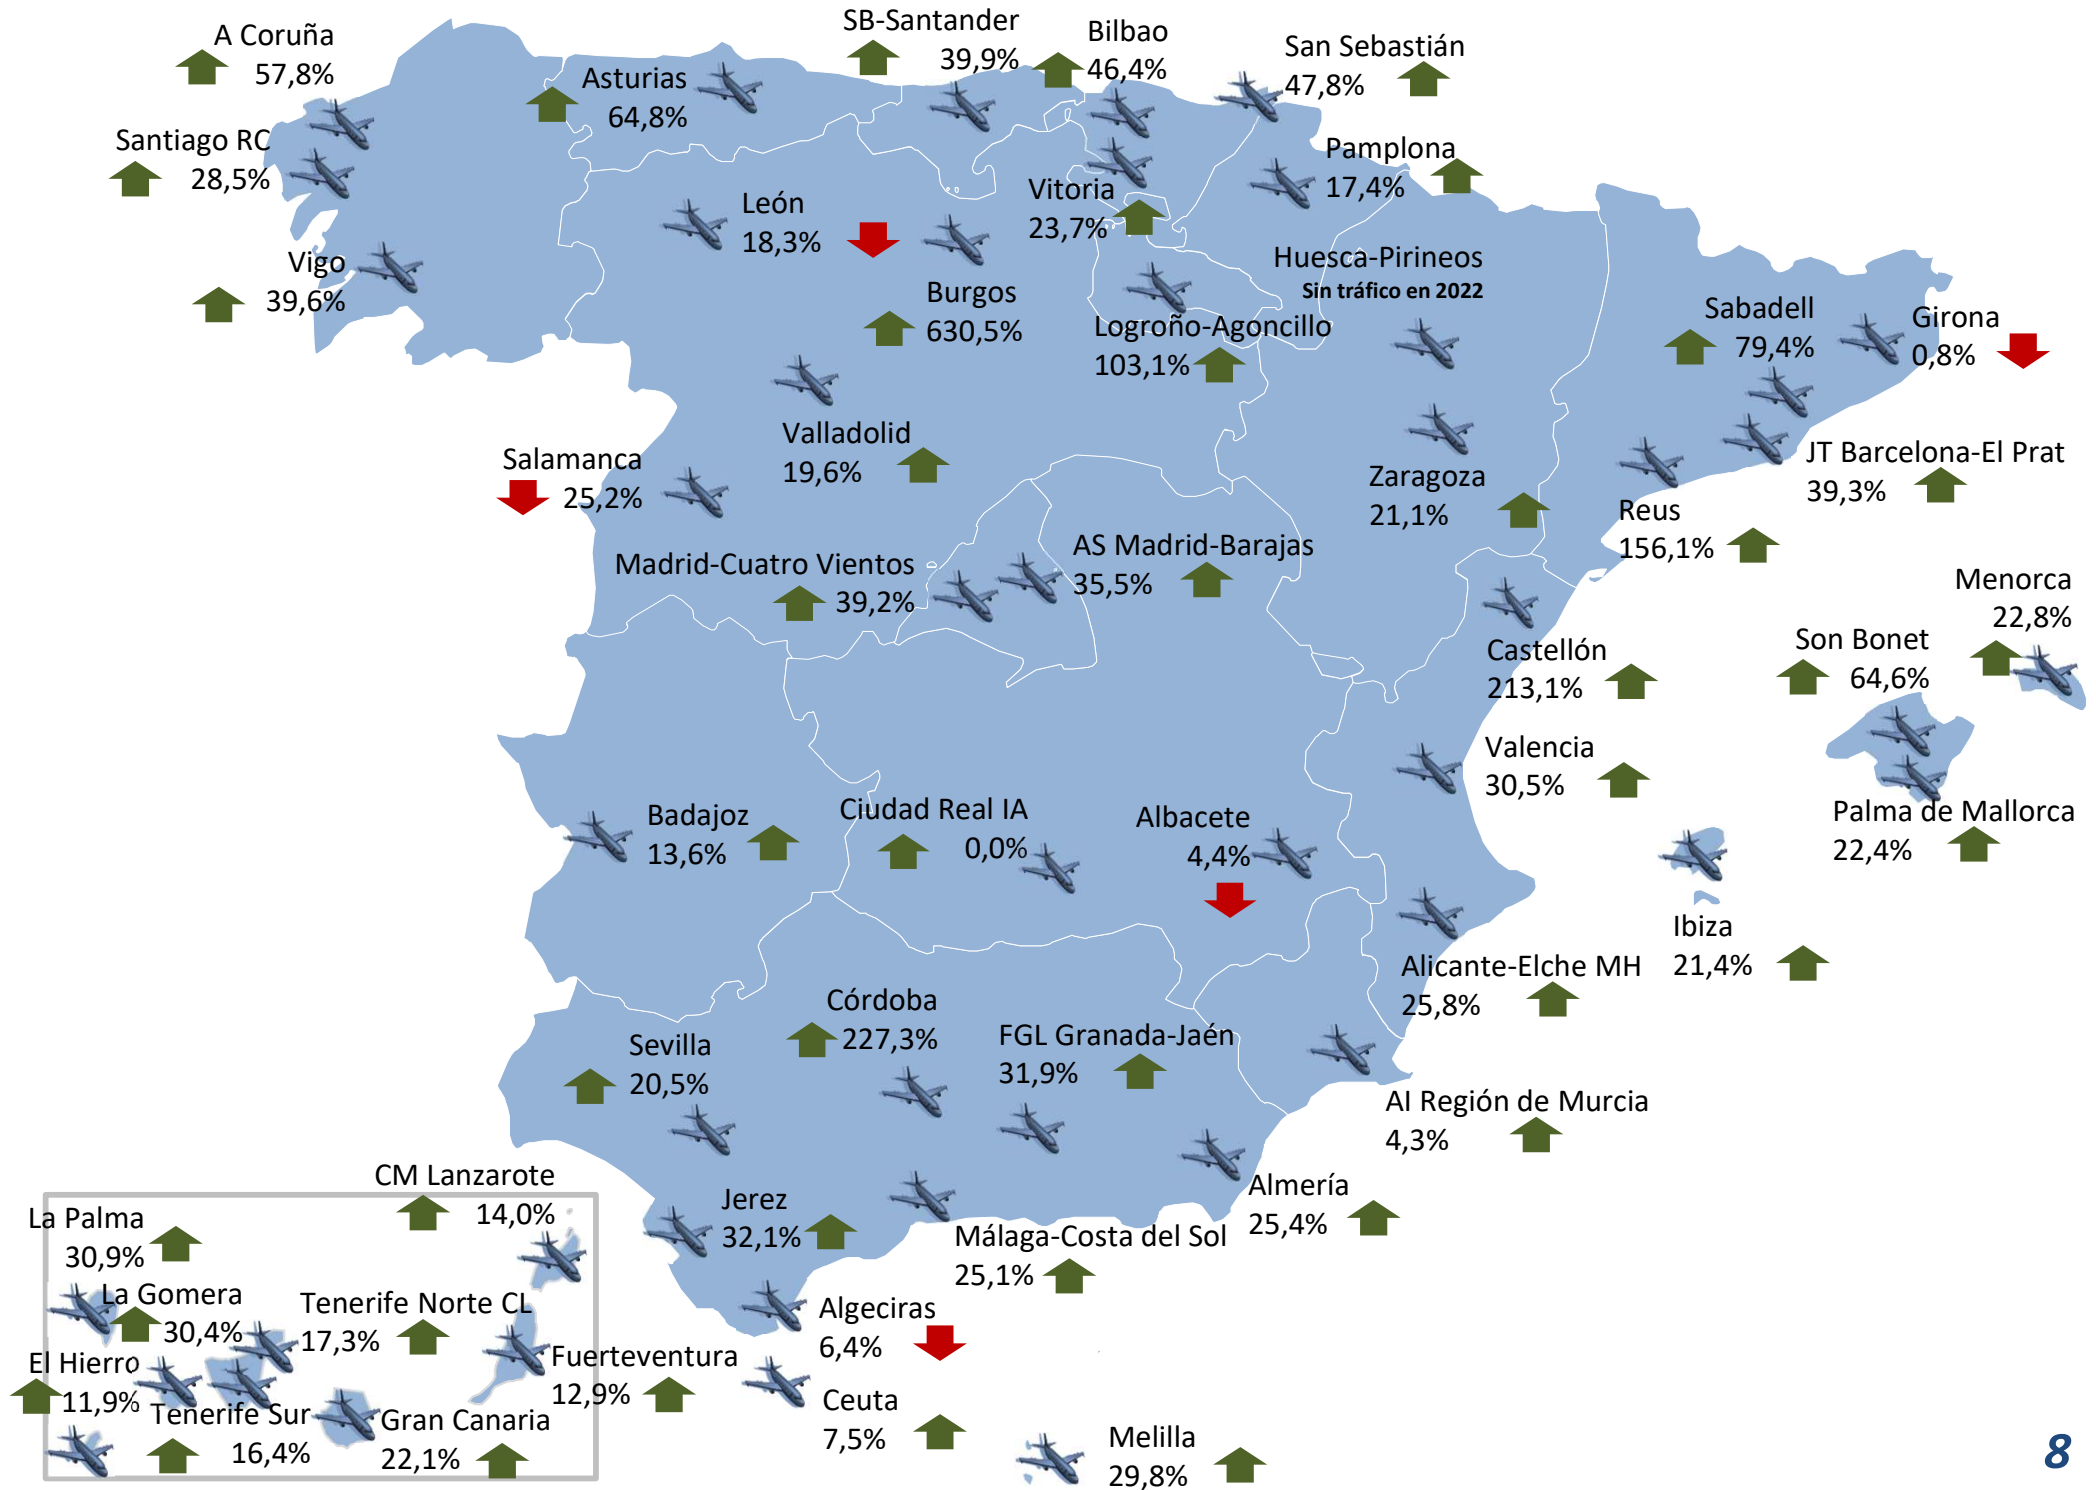 A Coruña
57,8%
SB-Santander
39,9%
Bilbao
46,4%
San Sebastián
47,8%
Asturias
64,8%
Santiago RC
28,5%
Pamplona
17,4%
León
18,3%
Vitoria
23,7%
Vigo
39,6%
Burgos
630,5%
Huesca-Pirineos
Sin tráfico en 2022
Logroño-Agoncillo
103,1%
Sabadell
79,4%
Girona
0,8%
Valladolid
19,6%
Salamanca
25,2%
Zaragoza
21,1%
JT Barcelona-El Prat
39,3%
Reus
156,1%
Madrid-Cuatro Vientos
39,2%
AS Madrid-Barajas
35,5%
Menorca
22,8%
Son Bonet
64,6%
Castellón
213,1%
Valencia
30,5%
Palma de Mallorca
22,4%
Badajoz
13,6%
Ciudad Real IA
0,0%
Albacete
4,4%
Ibiza
21,4%
Alicante-Elche MH
25,8%
Córdoba
227,3%
Sevilla
20,5%
FGL Granada-Jaén
31,9%
AI Región de Murcia
4,3%
Almería
25,4%
Jerez
32,1%
Málaga-Costa del Sol
25,1%
CM Lanzarote
14,0%
La Palma
30,9%
La Gomera
30,4%
Tenerife Norte CL
17,3%
El Hierro
11,9%
Fuerteventura
12,9%
Tenerife Sur
16,4%
Gran Canaria
22,1%
Algeciras
6,4%
Ceuta
7,5%
Melilla
29,8%
8